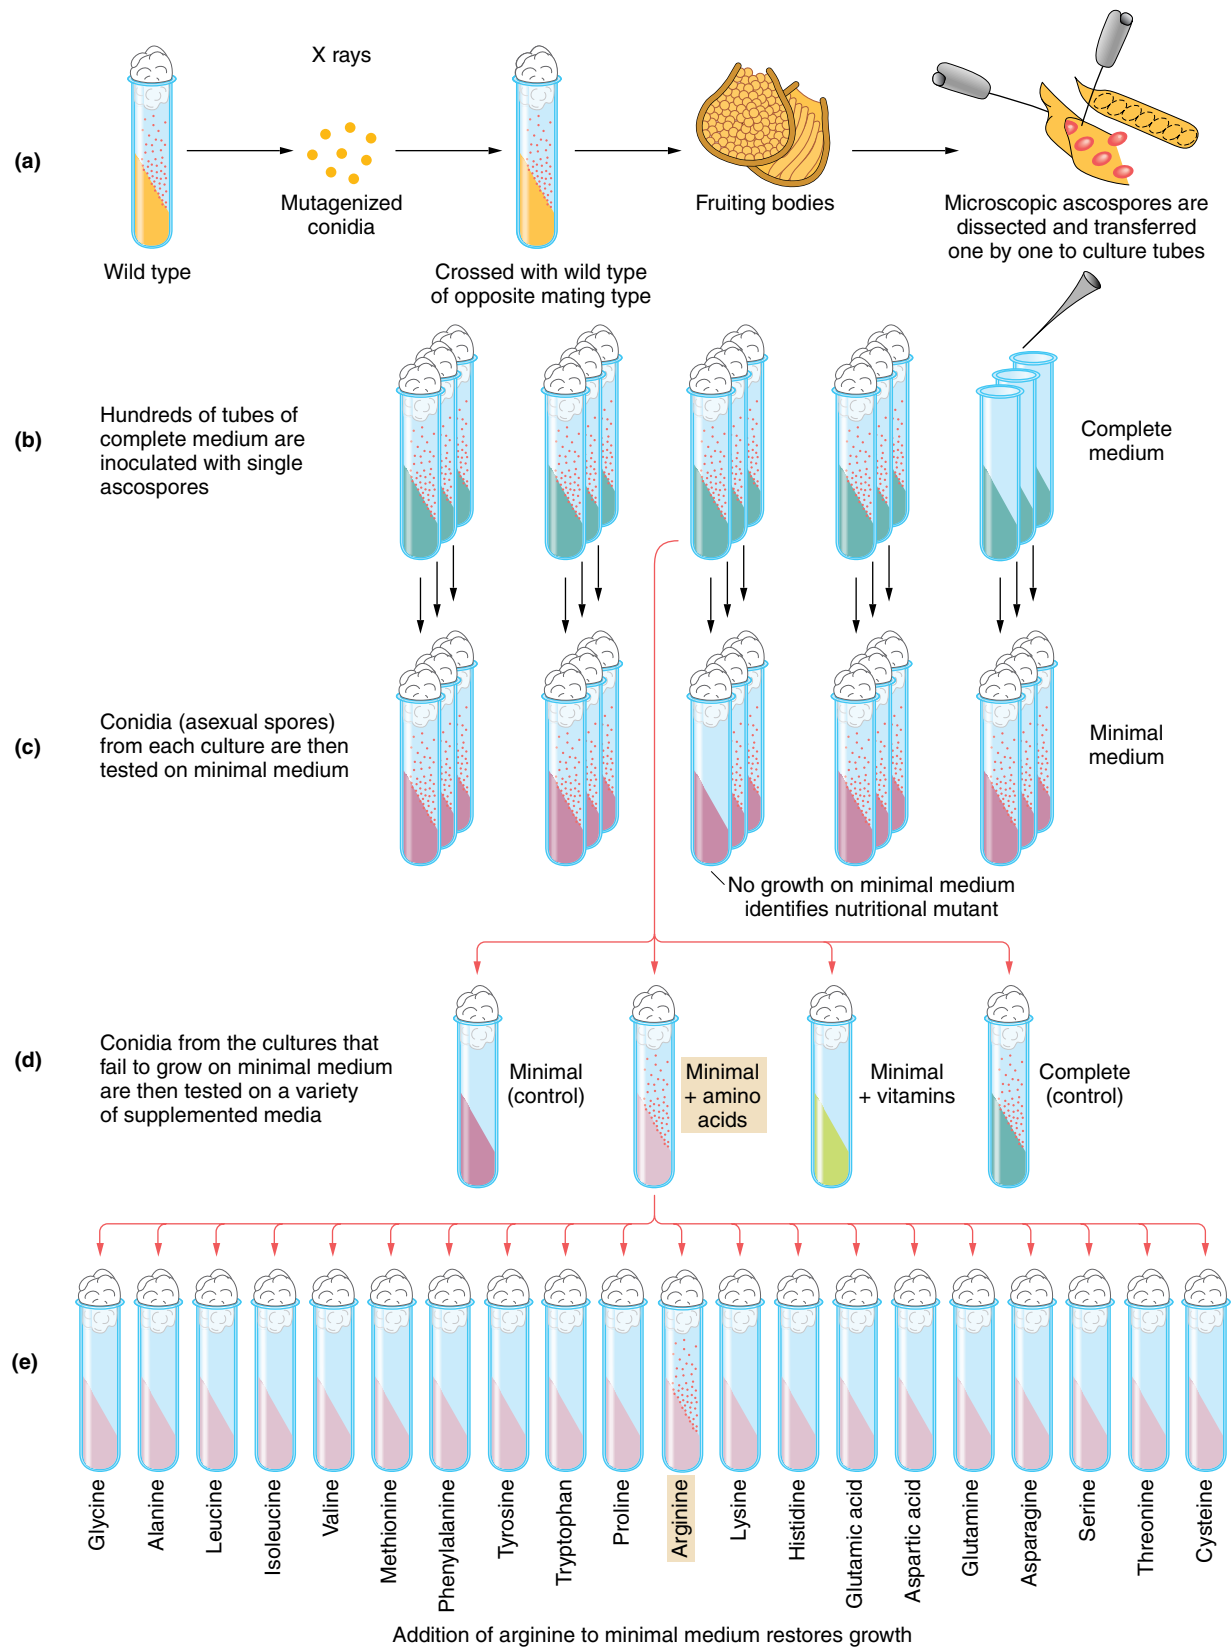 X rays
(a)
Mutagenized
conidia
Wild type
Crossed with wild type
of opposite mating type
Fruiting bodies
Microscopic ascospores are
dissected and transferred
one by one to culture tubes
(b)
Hundreds of tubes of
complete medium are
inoculated with single
ascospores
Complete
medium
(c)
Conidia (asexual spores)
from each culture are then
tested on minimal medium
Minimal
medium
No growth on minimal medium
identifies nutritional mutant
(d)
Conidia from the cultures that
fail to grow on minimal medium
are then tested on a variety
of supplemented media
Minimal
(control)
Minimal
+ amino
acids
Minimal
+ vitamins
Complete
(control)
(e)
Glycine
Alanine
Leucine
Isoleucine
Valine
Methionine
Phenylanine
Tyrosine
Tryptophan
Proline
Arginine
Lysine
Histidine
Glutamic acid
Aspartic acid
Glutamine
Asparagine
Serine
Threonine
Cysteine
Addition of arginine to minimal medium restores growth